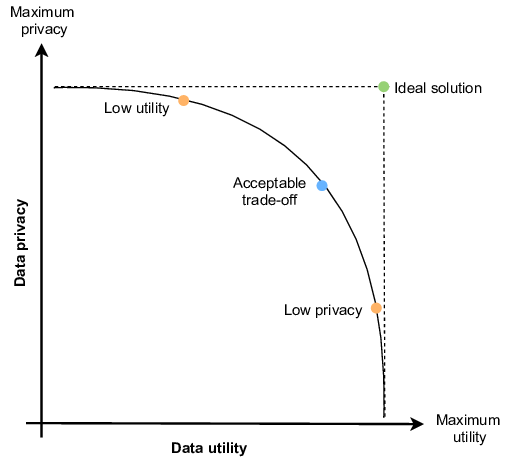 Maximum
privacy
Ideal solution
Low utility
Acceptable
trade-off
Data privacy
Low privacy
Maximum
utility
Data utility